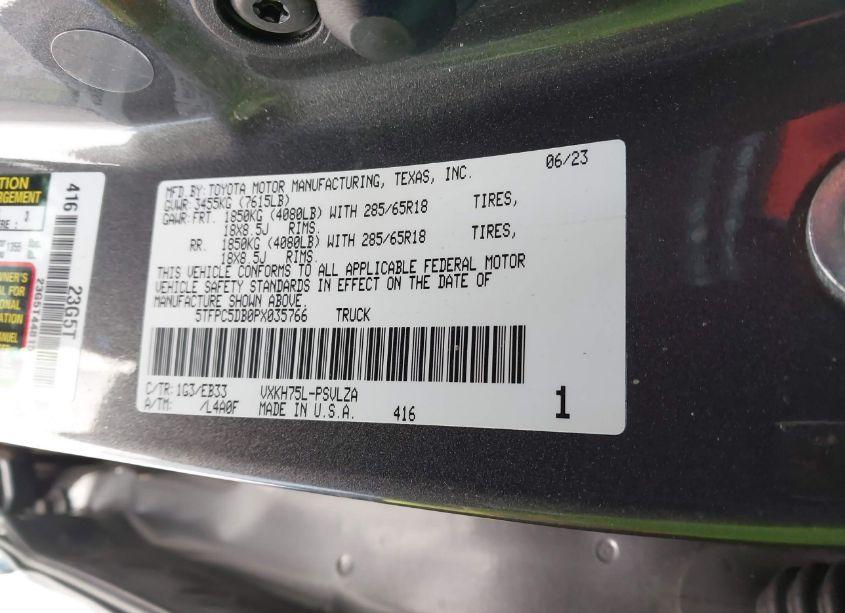 MFD. BY: TOYOTA MOTOR MANUFACTURING, TEXAS, INC. 06/23
GVWR: 3455KG (7615LB)
GAWR: FRT. 1850KG (4080LB) WITH 285/65R18 TIRES,
18X8.5J RIMS.
RR. 1850KG (4080LB) WITH 285/65R18 TIRES,
18X8.5J RIMS.
THIS VEHICLE CONFORMS TO ALL APPLICABLE FEDERAL MOTOR
VEHICLE SAFETY STANDARDS IN EFFECT ON THE DATE OF
MANUFACTURE SHOWN ABOVE.
5TFPC5DB0PX035766 TRUCK
C/TR: 1G3/EB33 VXKH75L-PSVLZA
A/TM: /L4A0F MADE IN U.S.A. 416 1
416
23G5T